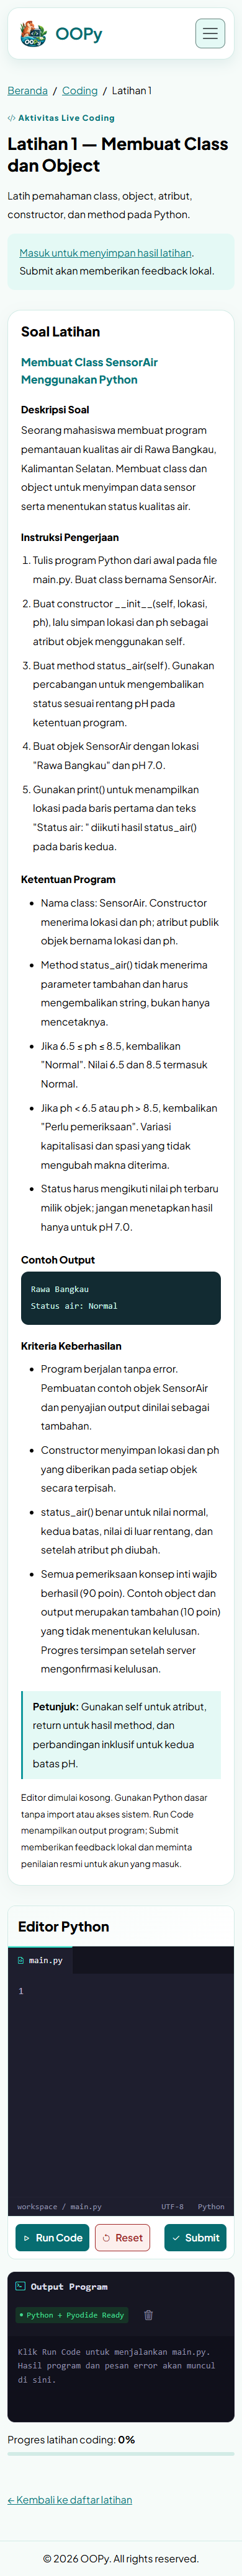 OOPy
OOPy
Beranda / Coding / Latihan 1
</> Aktivitas Live Coding
Latihan 1 — Membuat Class
dan Object
Latih pemahaman class, object, atribut,
constructor, dan method pada Python.
Masuk untuk menyimpan hasil latihan.
Submit akan memberikan feedback lokal.
Soal Latihan
Membuat Class SensorAir
Menggunakan Python
Deskripsi Soal
Seorang mahasiswa membuat program
pemantauan kualitas air di Rawa Bangkau,
Kalimantan Selatan. Membuat class dan
object untuk menyimpan data sensor
serta menentukan status kualitas air.
Instruksi Pengerjaan
1. Tulis program Python dari awal pada file
main.py. Buat class bernama SensorAir.
2. Buat constructor __init__(self, lokasi,
ph), lalu simpan lokasi dan ph sebagai
atribut objek menggunakan self.
3. Buat method status_air(self). Gunakan
percabangan untuk mengembalikan
status sesuai rentang pH pada
ketentuan program.
4. Buat objek SensorAir dengan lokasi
"Rawa Bangkau" dan pH 7.0.
5. Gunakan print() untuk menampilkan
lokasi pada baris pertama dan teks
"Status air: " diikuti hasil status_air()
pada baris kedua.
Ketentuan Program
• Nama class: SensorAir. Constructor
menerima lokasi dan ph; atribut publik
objek bernama lokasi dan ph.
• Method status_air() tidak menerima
parameter tambahan dan harus
mengembalikan string, bukan hanya
mencetaknya.
• Jika 6.5 ≤ ph ≤ 8.5, kembalikan
"Normal". Nilai 6.5 dan 8.5 termasuk
Normal.
• Jika ph < 6.5 atau ph > 8.5, kembalikan
"Perlu pemeriksaan". Variasi
kapitalisasi dan spasi yang tidak
mengubah makna diterima.
• Status harus mengikuti nilai ph terbaru
milik objek; jangan menetapkan hasil
hanya untuk pH 7.0.
Contoh Output
Rawa Bangkau
Status air: Normal
Kriteria Keberhasilan
• Program berjalan tanpa error.
Pembuatan contoh objek SensorAir
dan penyajian output dinilai sebagai
tambahan.
• Constructor menyimpan lokasi dan ph
yang diberikan pada setiap objek
secara terpisah.
• status_air() benar untuk nilai normal,
kedua batas, nilai di luar rentang, dan
setelah atribut ph diubah.
• Semua pemeriksaan konsep inti wajib
berhasil (90 poin). Contoh object dan
output merupakan tambahan (10 poin)
yang tidak menentukan kelulusan.
Progres tersimpan setelah server
mengonfirmasi kelulusan.
Petunjuk: Gunakan self untuk atribut,
return untuk hasil method, dan
perbandingan inklusif untuk kedua
batas pH.
Editor dimulai kosong. Gunakan Python dasar
tanpa import atau akses sistem. Run Code
menampilkan output program; Submit
memberikan feedback lokal dan meminta
penilaian resmi untuk akun yang masuk.
Editor Python
main.py
1
workspace / main.py UTF-8 Python
Run Code Reset Submit
Output Program
• Python + Pyodide Ready
Klik Run Code untuk menjalankan main.py.
Hasil program dan pesan error akan muncul
di sini.
Progres latihan coding: 0%
← Kembali ke daftar latihan
© 2026 OOPy. All rights reserved.